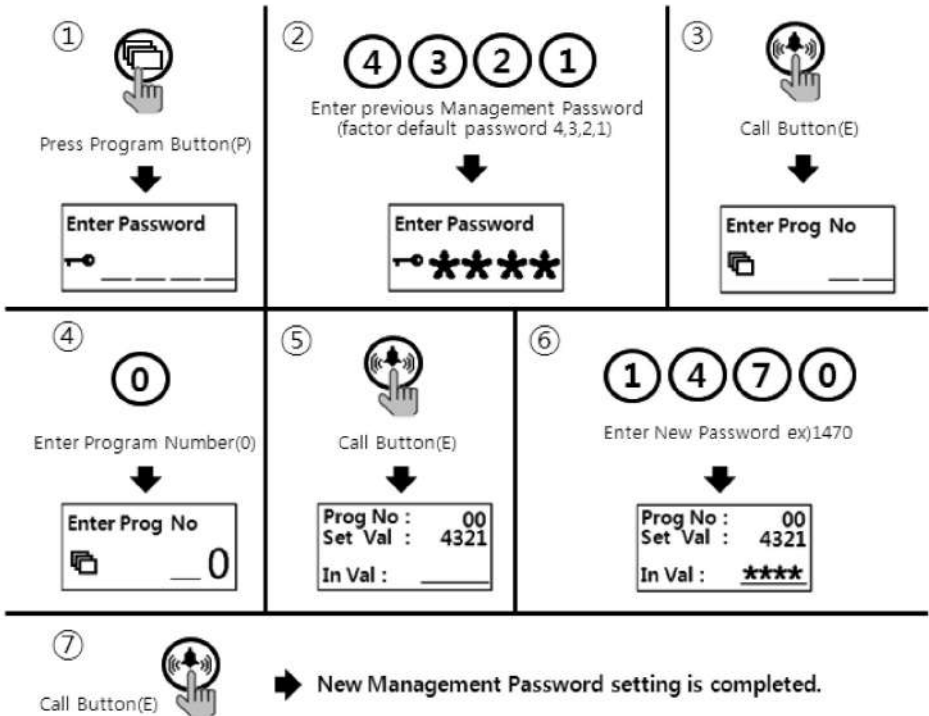 ①
Press Program Button(P)
Enter Password
_ _ _ _
②
4 3 2 1
Enter previous Management Password
(factor default password 4,3,2,1)
Enter Password
****
③
Call Button(E)
Enter Prog No
_ _
④
0
Enter Program Number(0)
Enter Prog No
_ 0
⑤
Call Button(E)
Prog No : 00
Set Val : 4321
In Val : ____
⑥
1 4 7 0
Enter New Password ex)1470
Prog No : 00
Set Val : 4321
In Val : ****
⑦
Call Button(E)
New Management Password setting is completed.